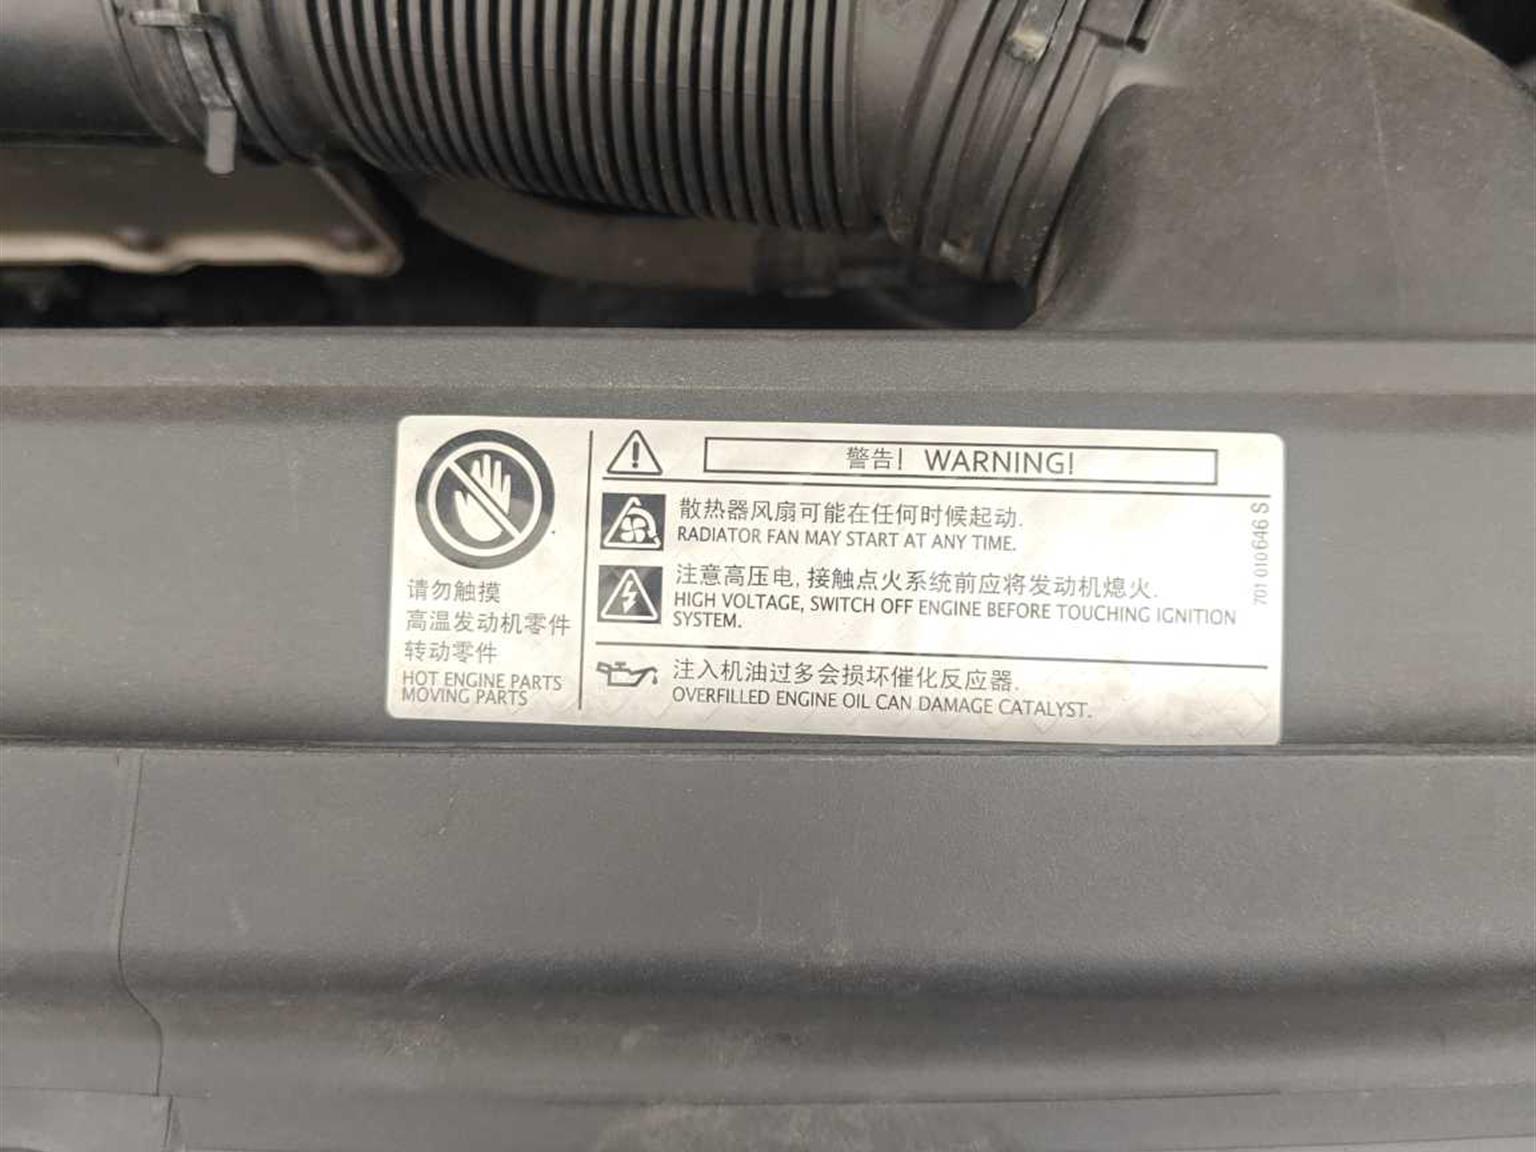 请勿触摸
高温发动机零件
转动零件
HOT ENGINE PARTS
MOVING PARTS
警告! WARNING!
散热器风扇可能在任何时候起动.
RADIATOR FAN MAY START AT ANY TIME.
注意高压电, 接触点火系统前应将发动机熄火.
HIGH VOLTAGE, SWITCH OFF ENGINE BEFORE TOUCHING IGNITION
SYSTEM.
注入机油过多会损坏催化反应器.
OVERFILLED ENGINE OIL CAN DAMAGE CATALYST.
701 010 646 S